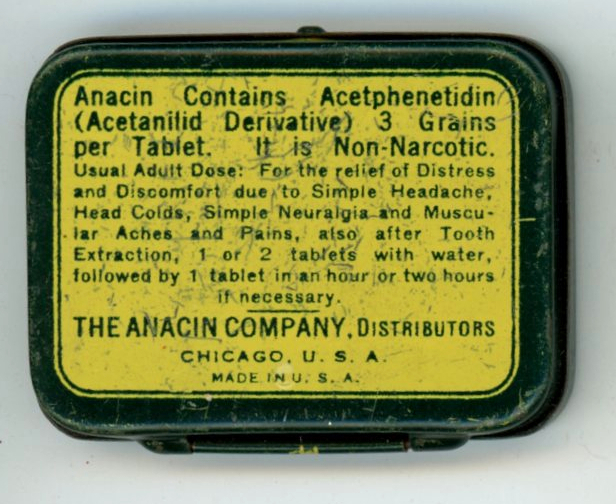 Anacin Contains Acetphenetidin
(Acetanilid Derivative) 3 Grains
per Tablet. It is Non-Narcotic.
Usual Adult Dose: For the relief of Distress
and Discomfort due to Simple Headache,
Head Colds, Simple Neuralgia and Muscu-
lar Aches and Pains, also after Tooth
Extraction, 1 or 2 tablets with water,
followed by 1 tablet in an hour or two hours
if necessary.
THE ANACIN COMPANY, DISTRIBUTORS
CHICAGO, U. S. A.
MADE IN U. S. A.